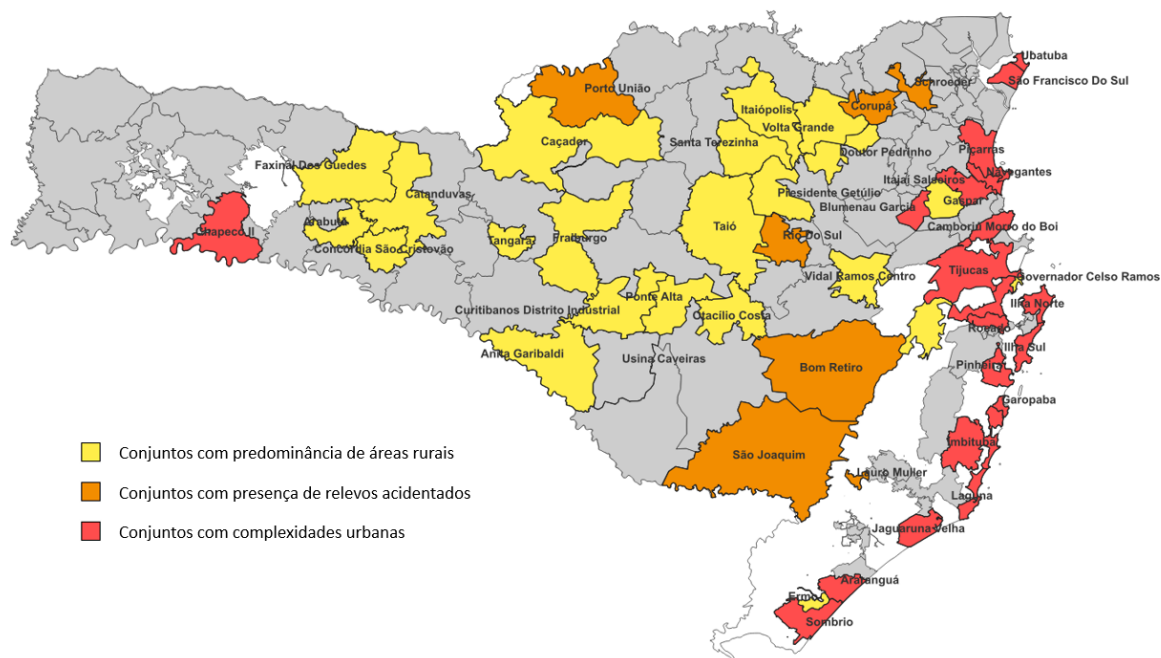 Ubatuba
São Francisco Do Sul
Schroeder
Porto União
Corupá
Itaiópolis
Volta Grande
Caçador
Santa Terezinha
Doutor Pedrinho
Piçarras
Faxinal Dos Guedes
Navegantes
Itajaí Salseiros
Catanduvas
Presidente Getúlio
Gaspar
Blumenau Garcia
Arabutã
Camboriú Morro do Boi
Chapecó II
Taió
Rio Do Sul
Tangará
Fraiburgo
Concórdia São Cristovão
Tijucas
Vidal Ramos Centro
Governador Celso Ramos
Ponte Alta
Ilha Norte
Curitibanos Distrito Industrial
Otacílio Costa
Roçado
Ilha Sul
Anita Garibaldi
Usina Caveiras
Bom Retiro
Pinheira
Garopaba
Imbituba
São Joaquim
Lauro Muller
Laguna
Jaguaruna Velha
Araranguá
Ermo
Sombrio
Conjuntos com predominância de áreas rurais
Conjuntos com presença de relevos acidentados
Conjuntos com complexidades urbanas